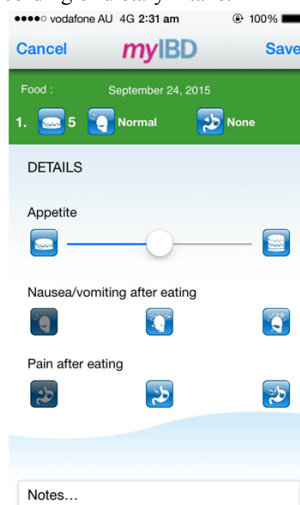 ●●●●○ vodafone AU 4G 2:31 am 100%
Cancel myIBD Save
Food : September 24, 2015
1. 5 Normal None
DETAILS
Appetite
Nausea/vomiting after eating
Pain after eating
Notes...